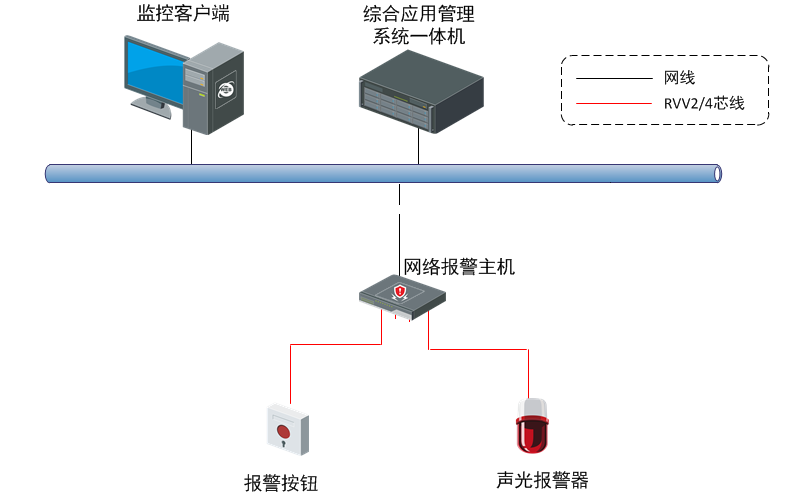 监控客户端
综合应用管理
系统一体机
网线
RVV2/4芯线
网络报警主机
报警按钮
声光报警器